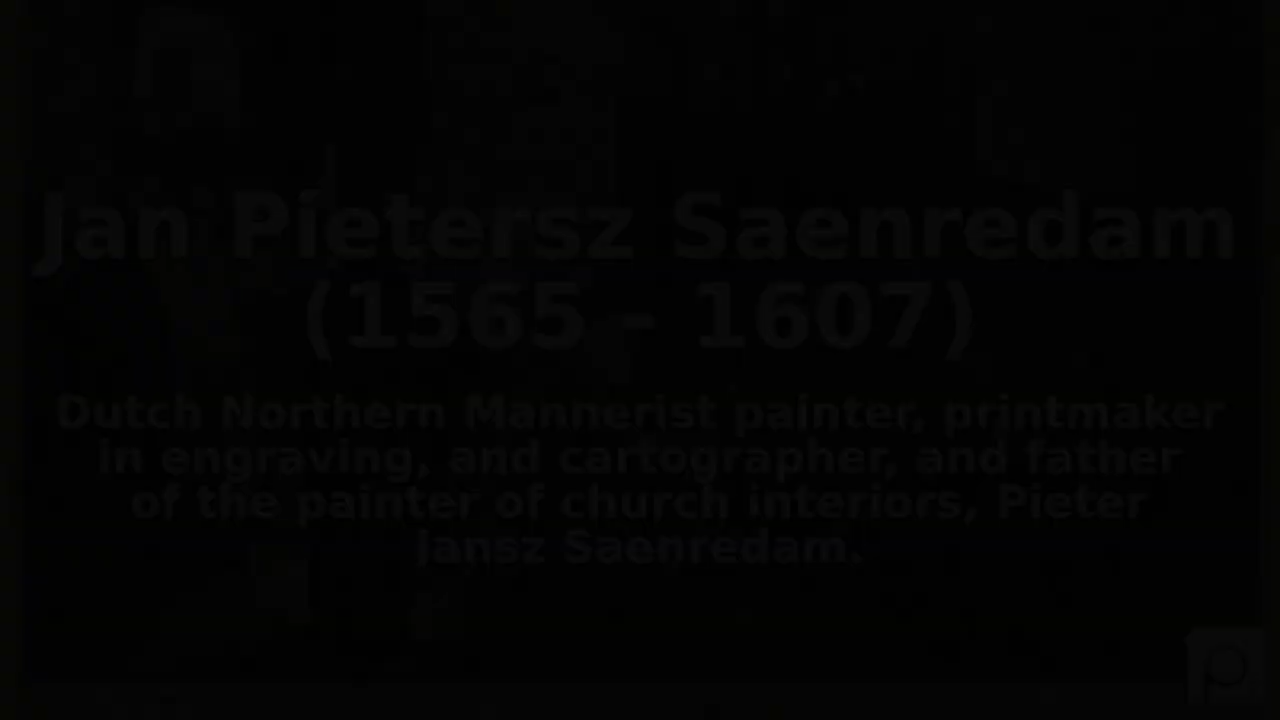 Jan Pietersz Saenredam
(1565 - 1607)
Dutch Northern Mannerist painter, printmaker
in engraving, and cartographer, and father
of the painter of church interiors, Pieter
Jansz Saenredam.
p